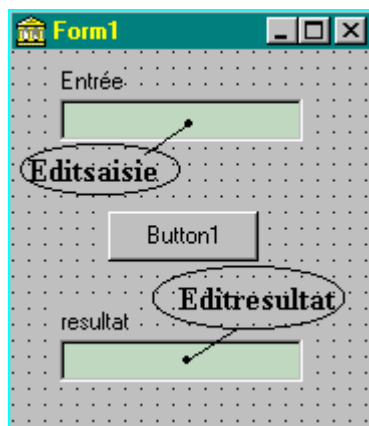 Form1
Entrée
Editsaisie
Button1
Editresultat
resultat